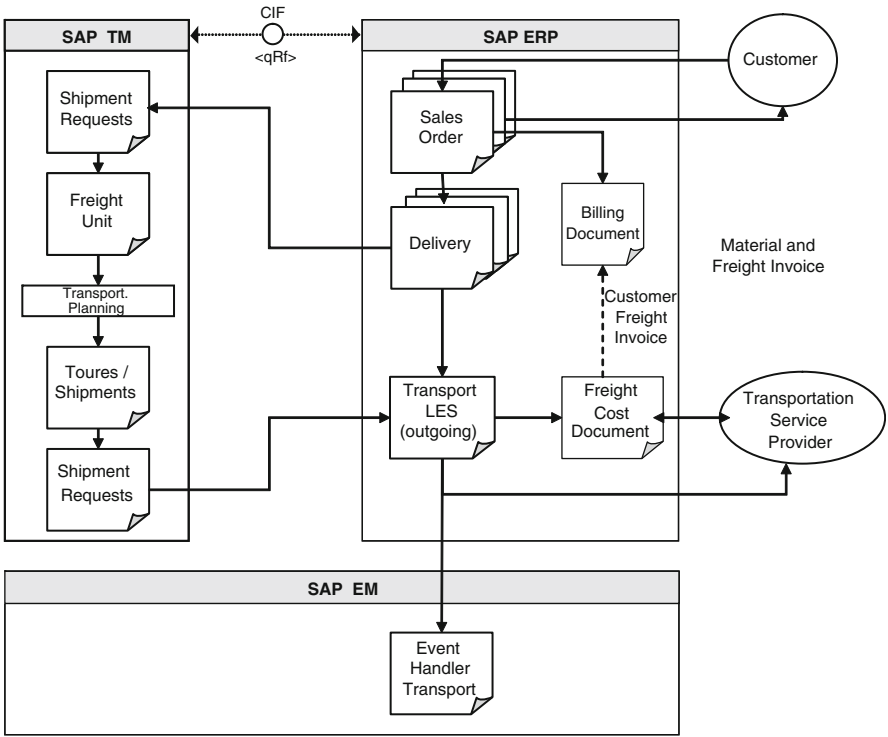 CIF
<qRf>
SAP TM
SAP ERP
Shipment
Requests
Freight
Unit
Transport.
Planning
Toures /
Shipments
Shipment
Requests
Sales
Order
Delivery
Transport
LES
(outgoing)
Billing
Document
Customer
Freight
Invoice
Freight
Cost
Document
Customer
Material and
Freight Invoice
Transportation
Service
Provider
SAP EM
Event
Handler
Transport